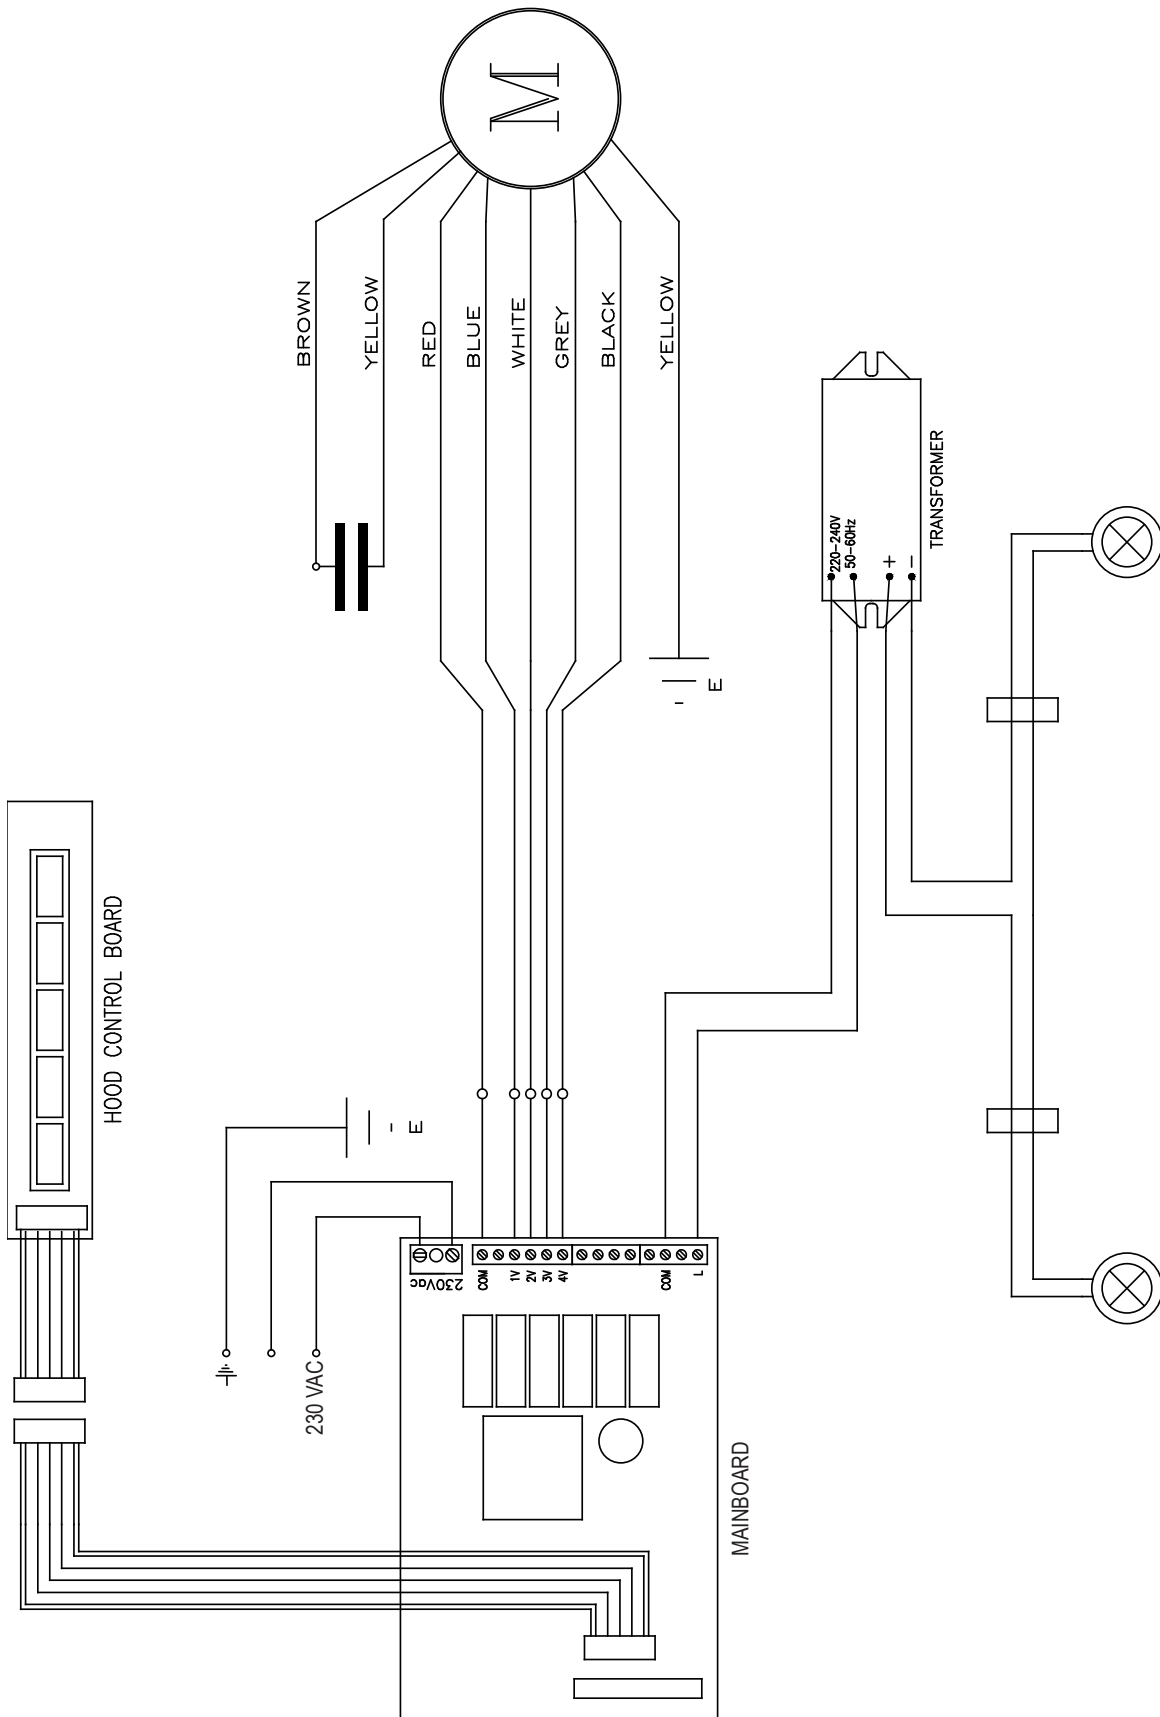 M
BROWN
YELLOW
RED
BLUE
WHITE
GREY
BLACK
YELLOW
E
220-240V
50-60Hz
+
-
TRANSFORMER
HOOD CONTROL BOARD
E
230 VAC
230Vac
COM
1V
2V
3V
4V
COM
L
MAINBOARD